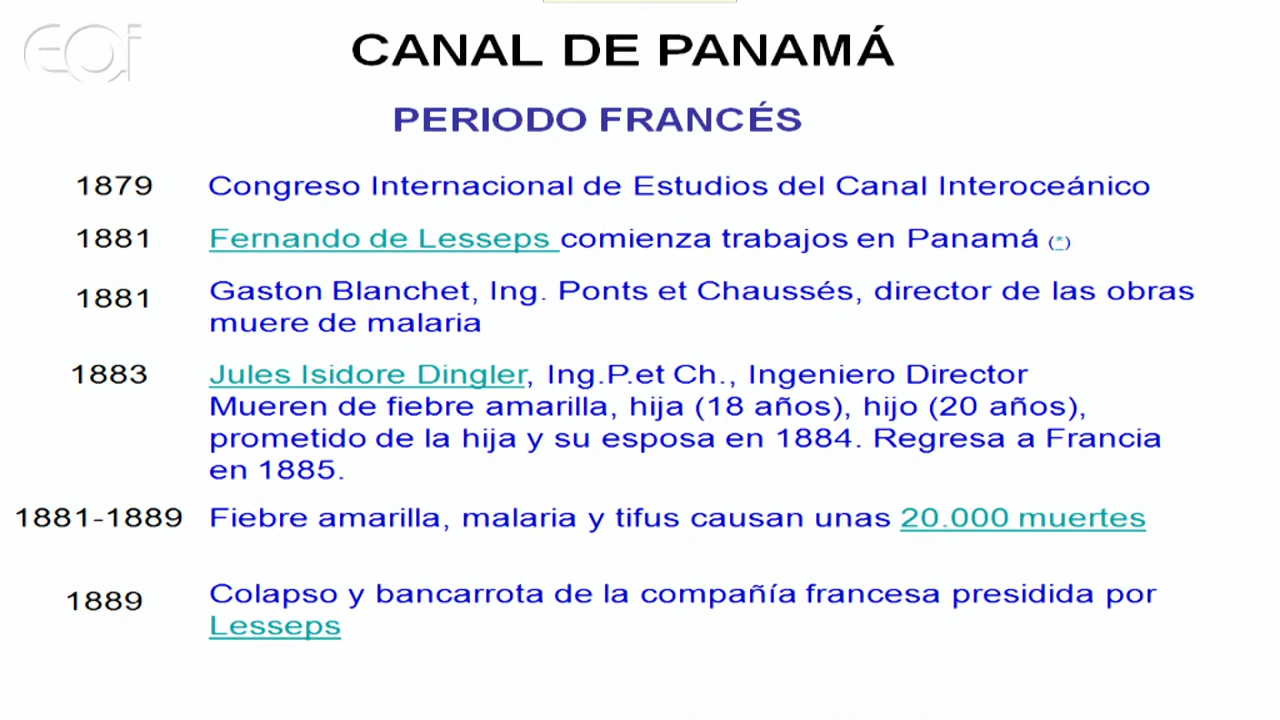 eoi
CANAL DE PANAMÁ
PERIODO FRANCÉS
1879 Congreso Internacional de Estudios del Canal Interoceánico
1881 Fernando de Lesseps comienza trabajos en Panamá (*)
1881 Gaston Blanchet, Ing. Ponts et Chaussés, director de las obras
muere de malaria
1883 Jules Isidore Dingler, Ing.P.et Ch., Ingeniero Director
Mueren de fiebre amarilla, hija (18 años), hijo (20 años),
prometido de la hija y su esposa en 1884. Regresa a Francia
en 1885.
1881-1889 Fiebre amarilla, malaria y tifus causan unas 20.000 muertes
1889 Colapso y bancarrota de la compañía francesa presidida por
Lesseps